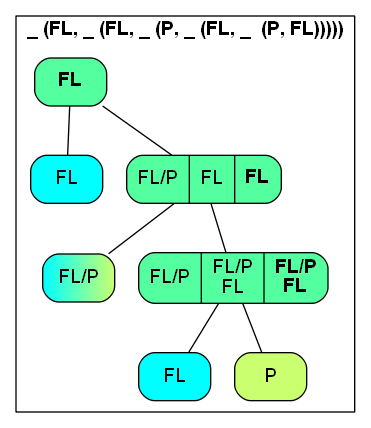 _ (FL, _ (FL, _ (P, _ (FL, _ (P, FL)))))
FL
FL
FL/P FL FL
FL/P
FL/P FL/P FL/P
FL FL
FL P